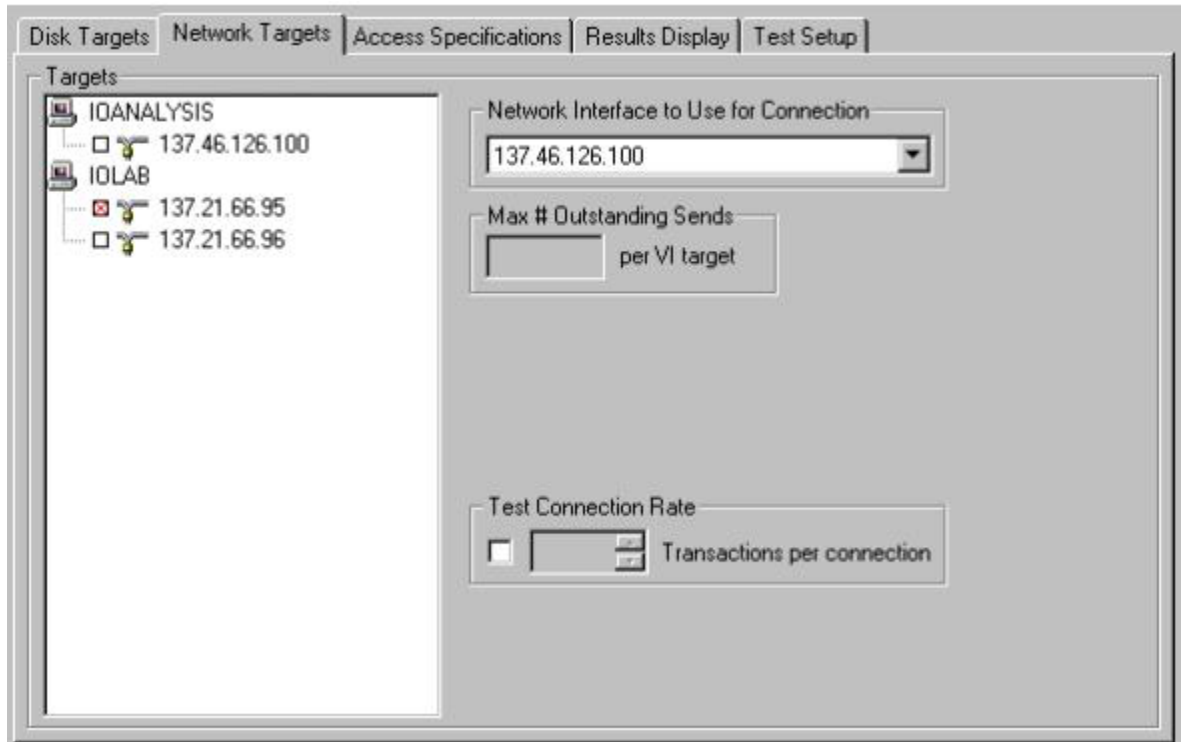 Disk Targets Network Targets Access Specifications Results Display Test Setup
Targets
IOANALYSIS
137.46.126.100
IOLAB
137.21.66.95
137.21.66.96
Network Interface to Use for Connection
137.46.126.100
Max # Outstanding Sends
per VI target
Test Connection Rate
Transactions per connection